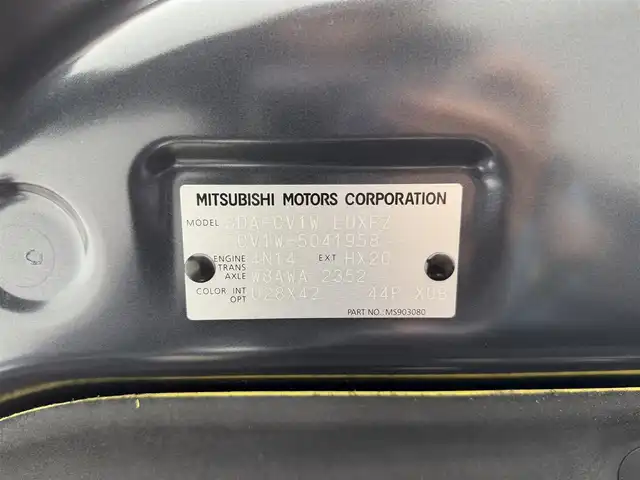 MITSUBISHI MOTORS CORPORATION
MODEL 3DA-CV1W LUXFZ
CV1W-5041958
ENGINE 4N14 EXT HX20
TRANS AXLE W8AWA 2352
COLOR INT OPT U28X42 44F X05
PART NO.: MS903080